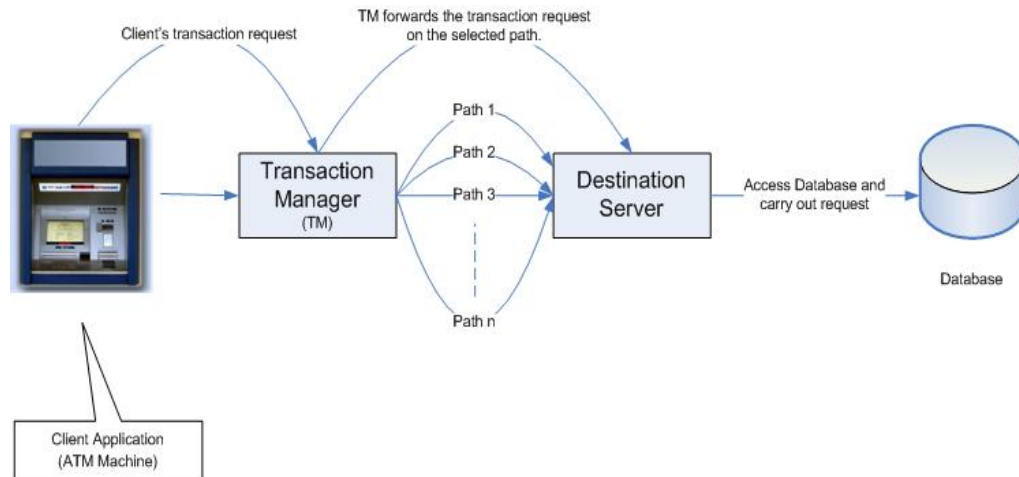 Client's transaction request
TM forwards the transaction request
on the selected path.
Transaction
Manager
(TM)
Path 1
Path 2
Path 3
Path n
Destination
Server
Access Database and
carry out request
Database
Client Application
(ATM Machine)